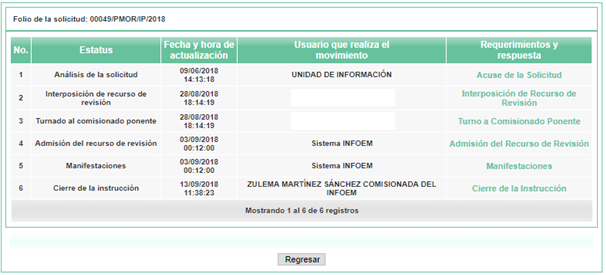 Folio de la solicitud: 00049/PMOR/IP/2018
No. Estatus Fecha y hora de actualización Usuario que realiza el movimiento Requerimientos y respuesta
1 Análisis de la solicitud 09/06/2018 14:13:18 UNIDAD DE INFORMACIÓN Acuse de la Solicitud
2 Interposición de recurso de revisión 28/08/2018 18:14:19 Interposición de Recurso de Revisión
3 Turnado al comisionado ponente 28/08/2018 18:14:19 Turno a Comisionado Ponente
4 Admisión del recurso de revisión 03/09/2018 00:12:00 Sistema INFOEM Admisión del Recurso de Revisión
5 Manifestaciones 03/09/2018 00:12:00 Sistema INFOEM Manifestaciones
6 Cierre de la instrucción 13/09/2018 11:38:23 ZULEMA MARTÍNEZ SÁNCHEZ COMISIONADA DEL INFOEM Cierre de la Instrucción
Mostrando 1 al 6 de 6 registros
Regresar